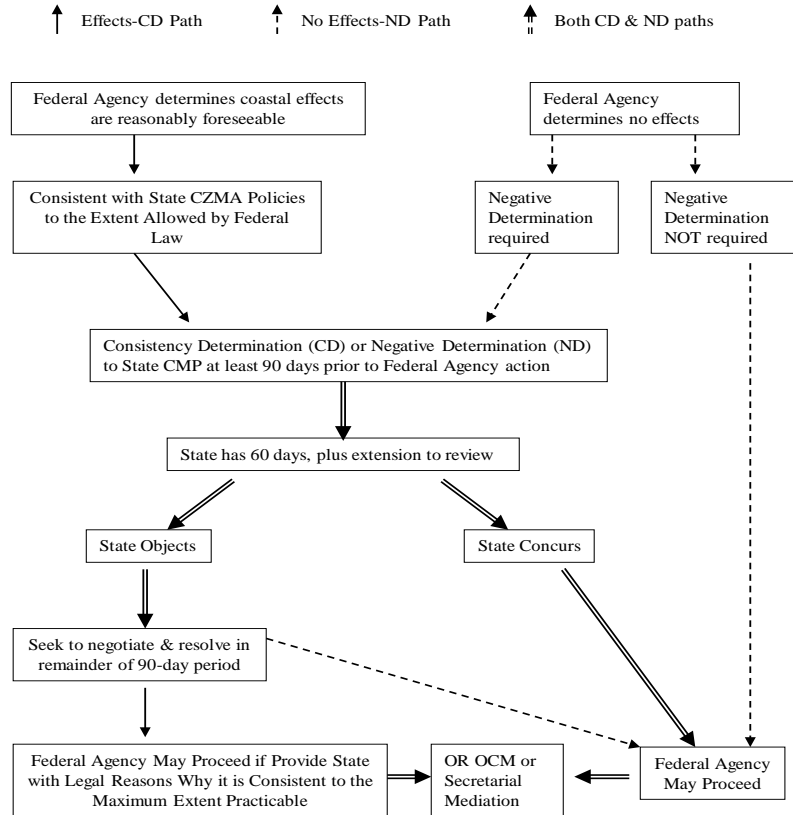 Effects-CD Path
No Effects-ND Path
Both CD & ND paths
Federal Agency determines coastal effects
are reasonably foreseeable
Federal Agency
determines no effects
Consistent with State CZMA Policies
to the Extent Allowed by Federal
Law
Negative
Determination
required
Negative
Determination
NOT required
Consistency Determination (CD) or Negative Determination (ND)
to State CMP at least 90 days prior to Federal Agency action
State has 60 days, plus extension to review
State Objects
State Concurs
Seek to negotiate & resolve in
remainder of 90-day period
Federal Agency May Proceed if Provide State
with Legal Reasons Why it is Consistent to the
Maximum Extent Practicable
OR OCM or
Secretarial
Mediation
Federal Agency
May Proceed